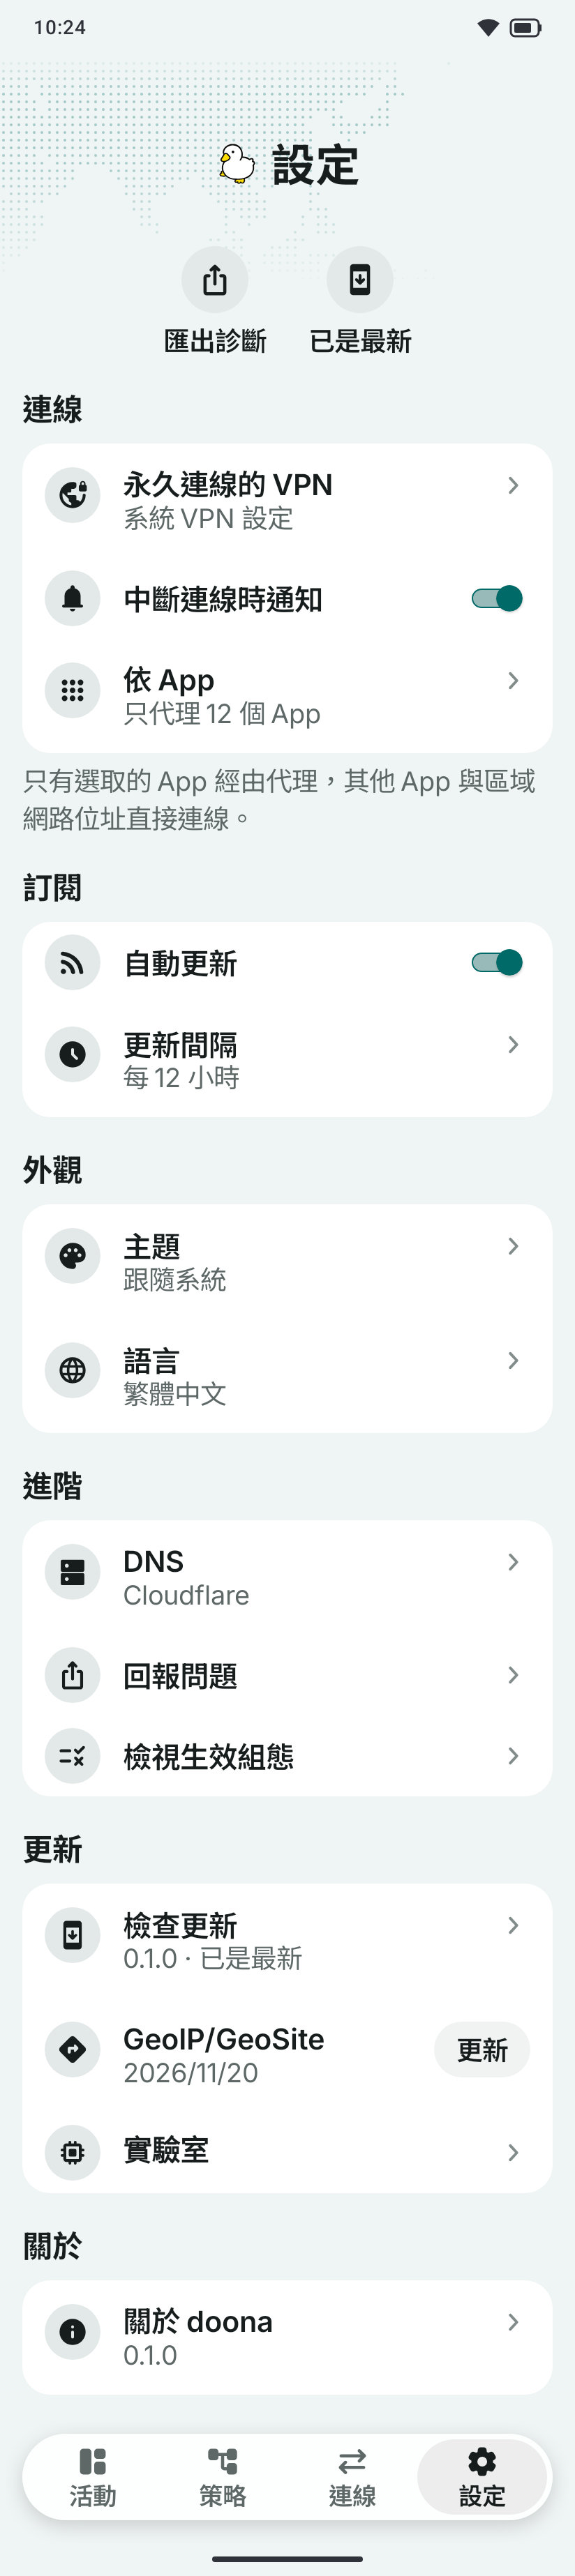 10:24
設定
匯出診斷
已是最新
連線
永久連線的 VPN
系統 VPN 設定
中斷連線時通知
依 App
只代理 12 個 App
只有選取的 App 經由代理，其他 App 與區域
網路位址直接連線。
訂閱
自動更新
更新間隔
每 12 小時
外觀
主題
跟隨系統
語言
繁體中文
進階
DNS
Cloudflare
回報問題
檢視生效組態
更新
檢查更新
0.1.0 · 已是最新
GeoIP/GeoSite
2026/11/20
更新
實驗室
關於
關於 doona
0.1.0
活動
策略
連線
設定